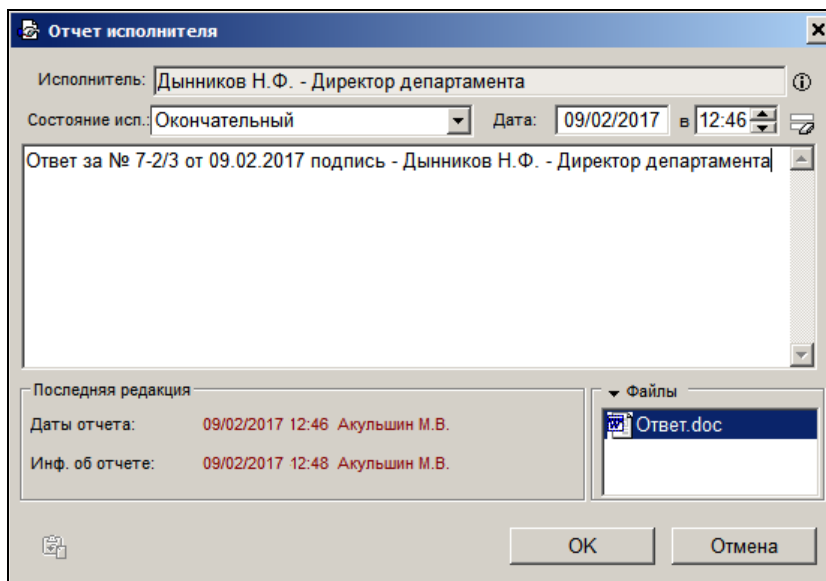 Отчет исполнителя
Исполнитель: Дынников Н.Ф. - Директор департамента
Состояние исп.: Окончательный Дата: 09/02/2017 в 12:46
Ответ за № 7-2/3 от 09.02.2017 подпись - Дынников Н.Ф. - Директор департамента
Последняя редакция
Даты отчета: 09/02/2017 12:46 Акульшин М.В.
Инф. об отчете: 09/02/2017 12:48 Акульшин М.В.
Файлы
Ответ.doc
OK Отмена